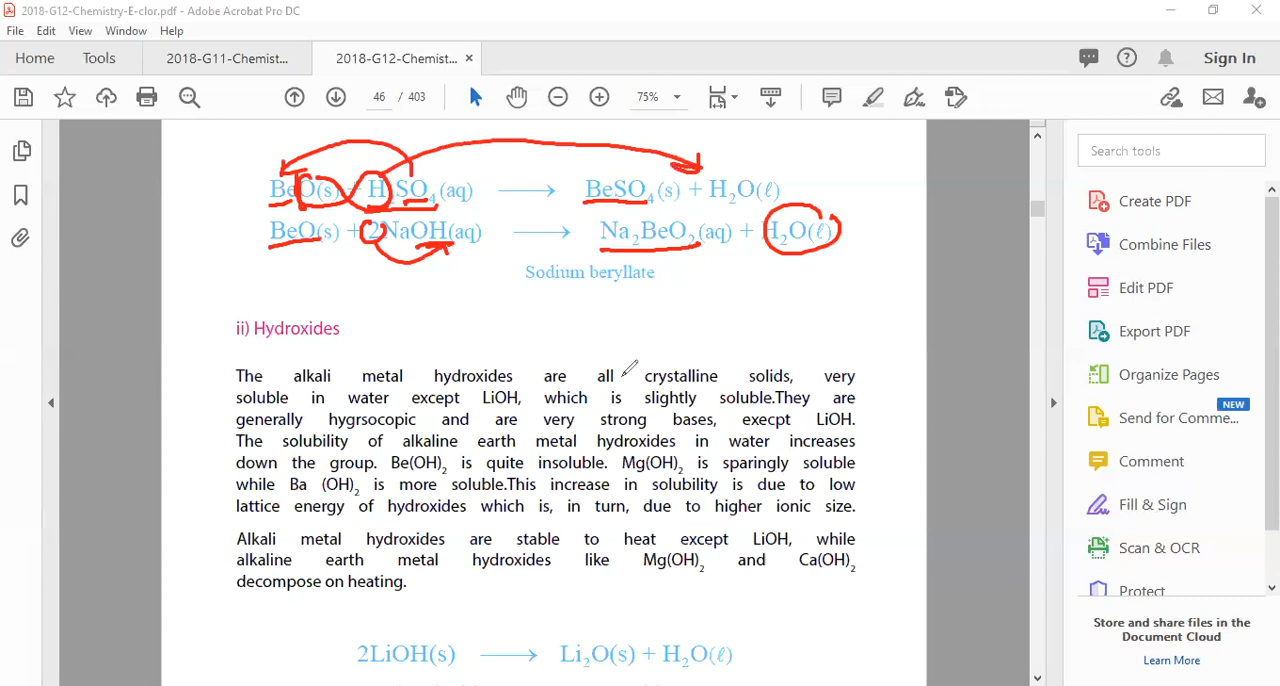 2018-G12-Chemistry-E-clor.pdf - Adobe Acrobat Pro DC
File Edit View Window Help
Home Tools 2018-G11-Chemist... 2018-G12-Chemist... × Sign In
46 / 403 75%
Search tools
BeO(s) + H₂SO₄(aq) ⟶ BeSO₄(s) + H₂O(ℓ)
BeO(s) + 2NaOH(aq) ⟶ Na₂BeO₂(aq) + H₂O(ℓ)
Sodium beryllate
ii) Hydroxides
The alkali metal hydroxides are all crystalline solids, very
soluble in water except LiOH, which is slightly soluble.They are
generally hygrsocopic and are very strong bases, execpt LiOH.
The solubility of alkaline earth metal hydroxides in water increases
down the group. Be(OH)₂ is quite insoluble. Mg(OH)₂ is sparingly soluble
while Ba (OH)₂ is more soluble.This increase in solubility is due to low
lattice energy of hydroxides which is, in turn, due to higher ionic size.
Alkali metal hydroxides are stable to heat except LiOH, while
alkaline earth metal hydroxides like Mg(OH)₂ and Ca(OH)₂
decompose on heating.
2LiOH(s) ⟶ Li₂O(s) + H₂O(ℓ)
Create PDF
Combine Files
Edit PDF
Export PDF
Organize Pages
NEW
Send for Comme...
Comment
Fill & Sign
Scan & OCR
Protect
Store and share files in the
Document Cloud
Learn More